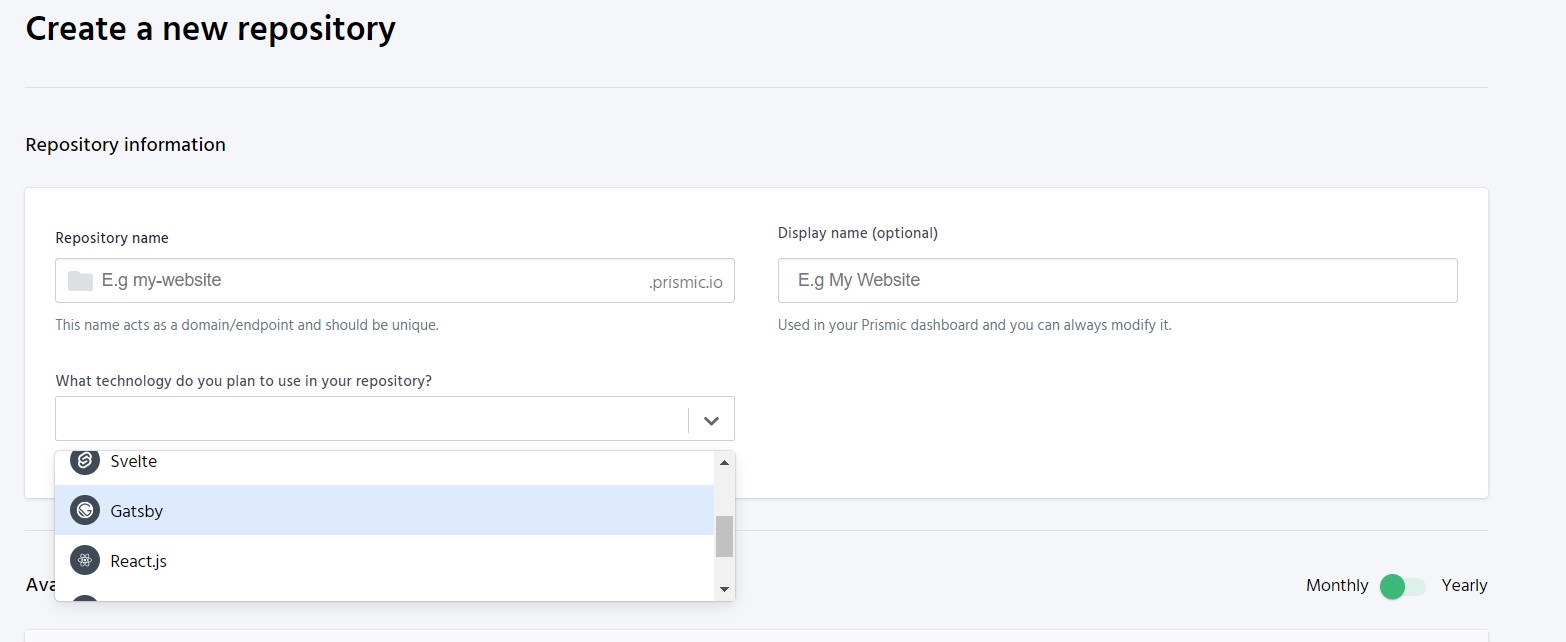 Create a new repository
Repository information
Repository name
Display name (optional)
E.g my-website
.prismic.io
E.g My Website
This name acts as a domain/endpoint and should be unique.
Used in your Prismic dashboard and you can always modify it.
What technology do you plan to use in your repository?
Svelte
Gatsby
React.js
Ava
Monthly
Yearly